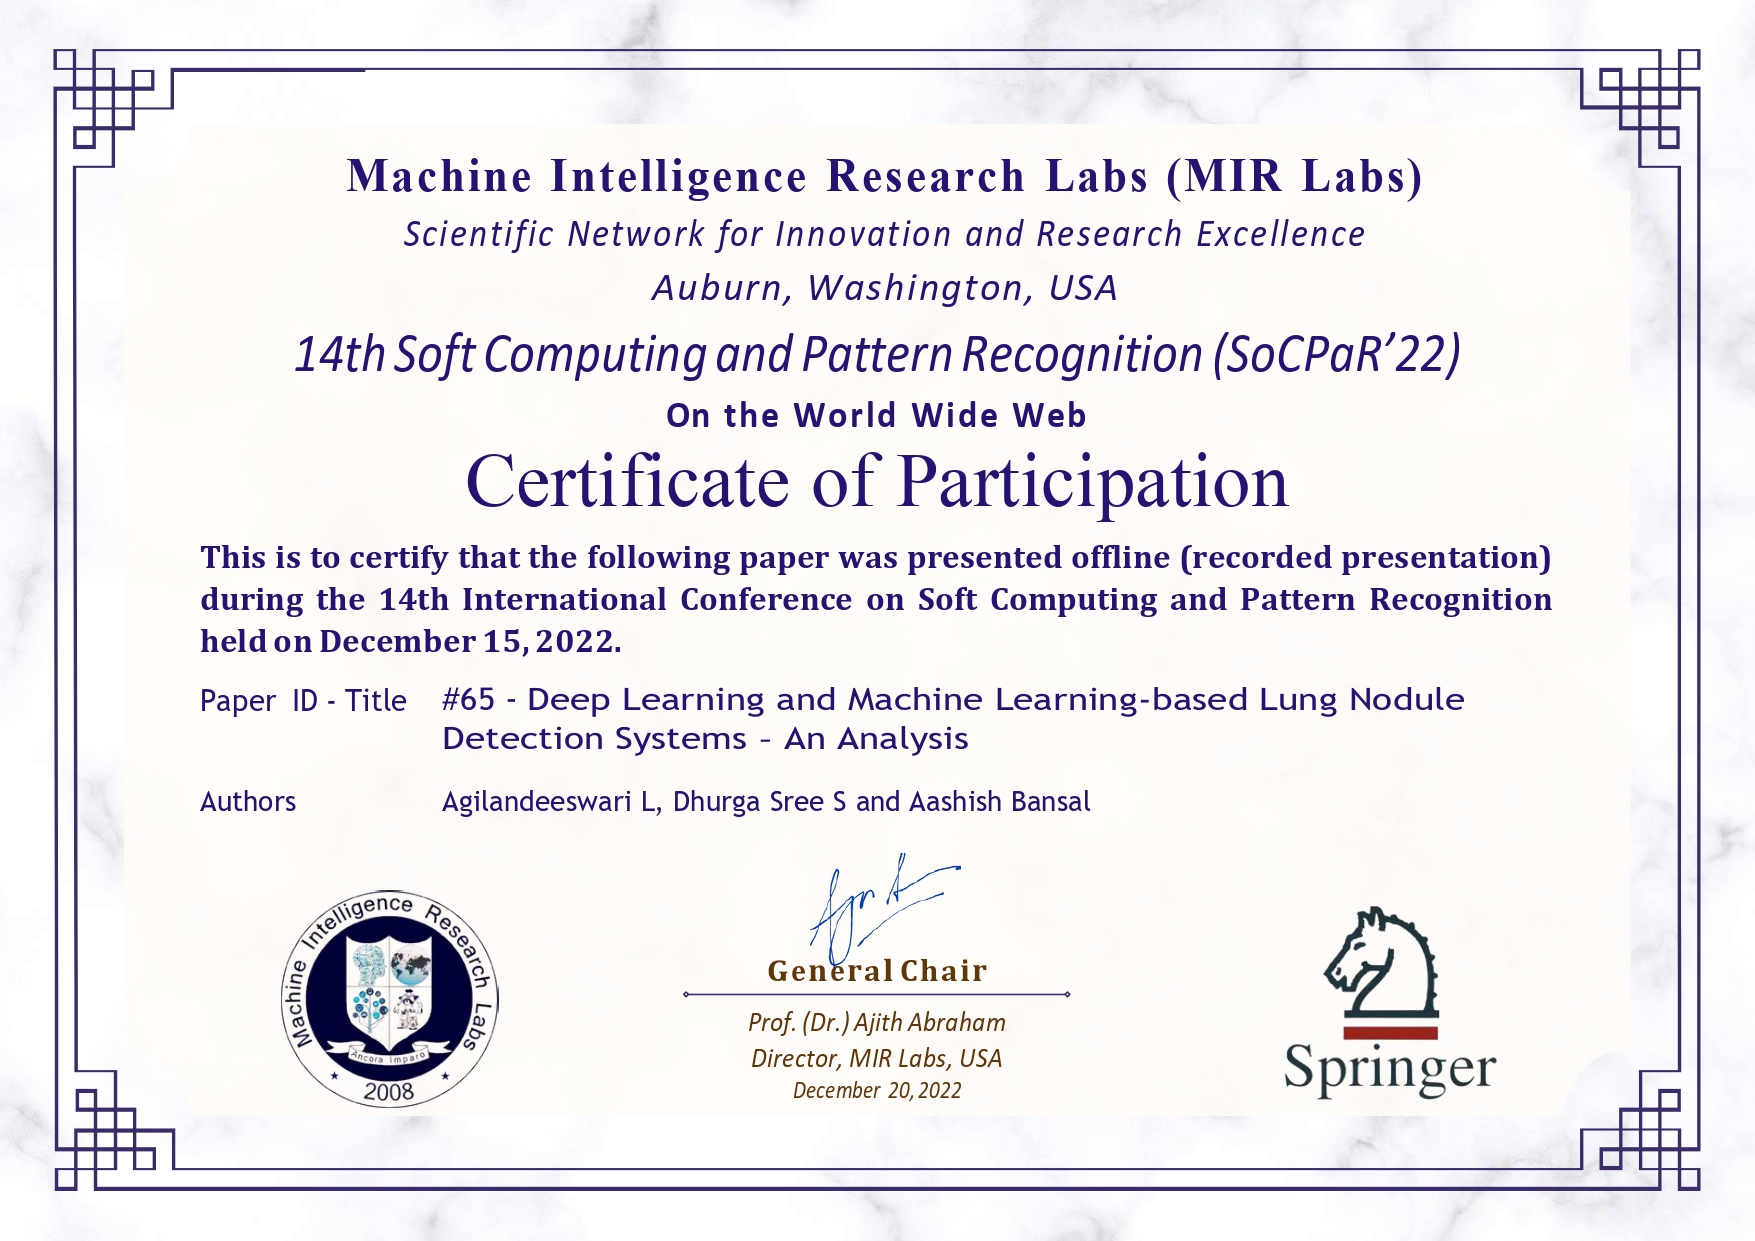 Machine Intelligence Research Labs (MIR Labs)
Scientific Network for Innovation and Research Excellence
Auburn, Washington, USA
14th Soft Computing and Pattern Recognition (SoCPaR’22)
On the World Wide Web
Certificate of Participation
This is to certify that the following paper was presented offline (recorded presentation)
during the 14th International Conference on Soft Computing and Pattern Recognition
held on December 15, 2022.
Paper ID - Title #65 - Deep Learning and Machine Learning-based Lung Nodule
Detection Systems – An Analysis
Authors Agilandeeswari L, Dhurga Sree S and Aashish Bansal
Machine Intelligence Research Labs
Ancora Imparo
2008
General Chair
Prof. (Dr.) Ajith Abraham
Director, MIR Labs, USA
December 20, 2022
Springer